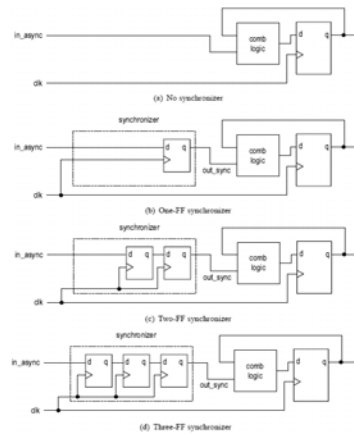 in_async
comb
logic
d q
clk
(a) No synchronizer
synchronizer
in_async
d q
out_sync
comb
logic
d q
clk
(b) One-FF synchronizer
synchronizer
in_async
d q d q
out_sync
comb
logic
d q
clk
(c) Two-FF synchronizer
synchronizer
in_async
d q d q d q
out_sync
comb
logic
d q
clk
(d) Three-FF synchronizer